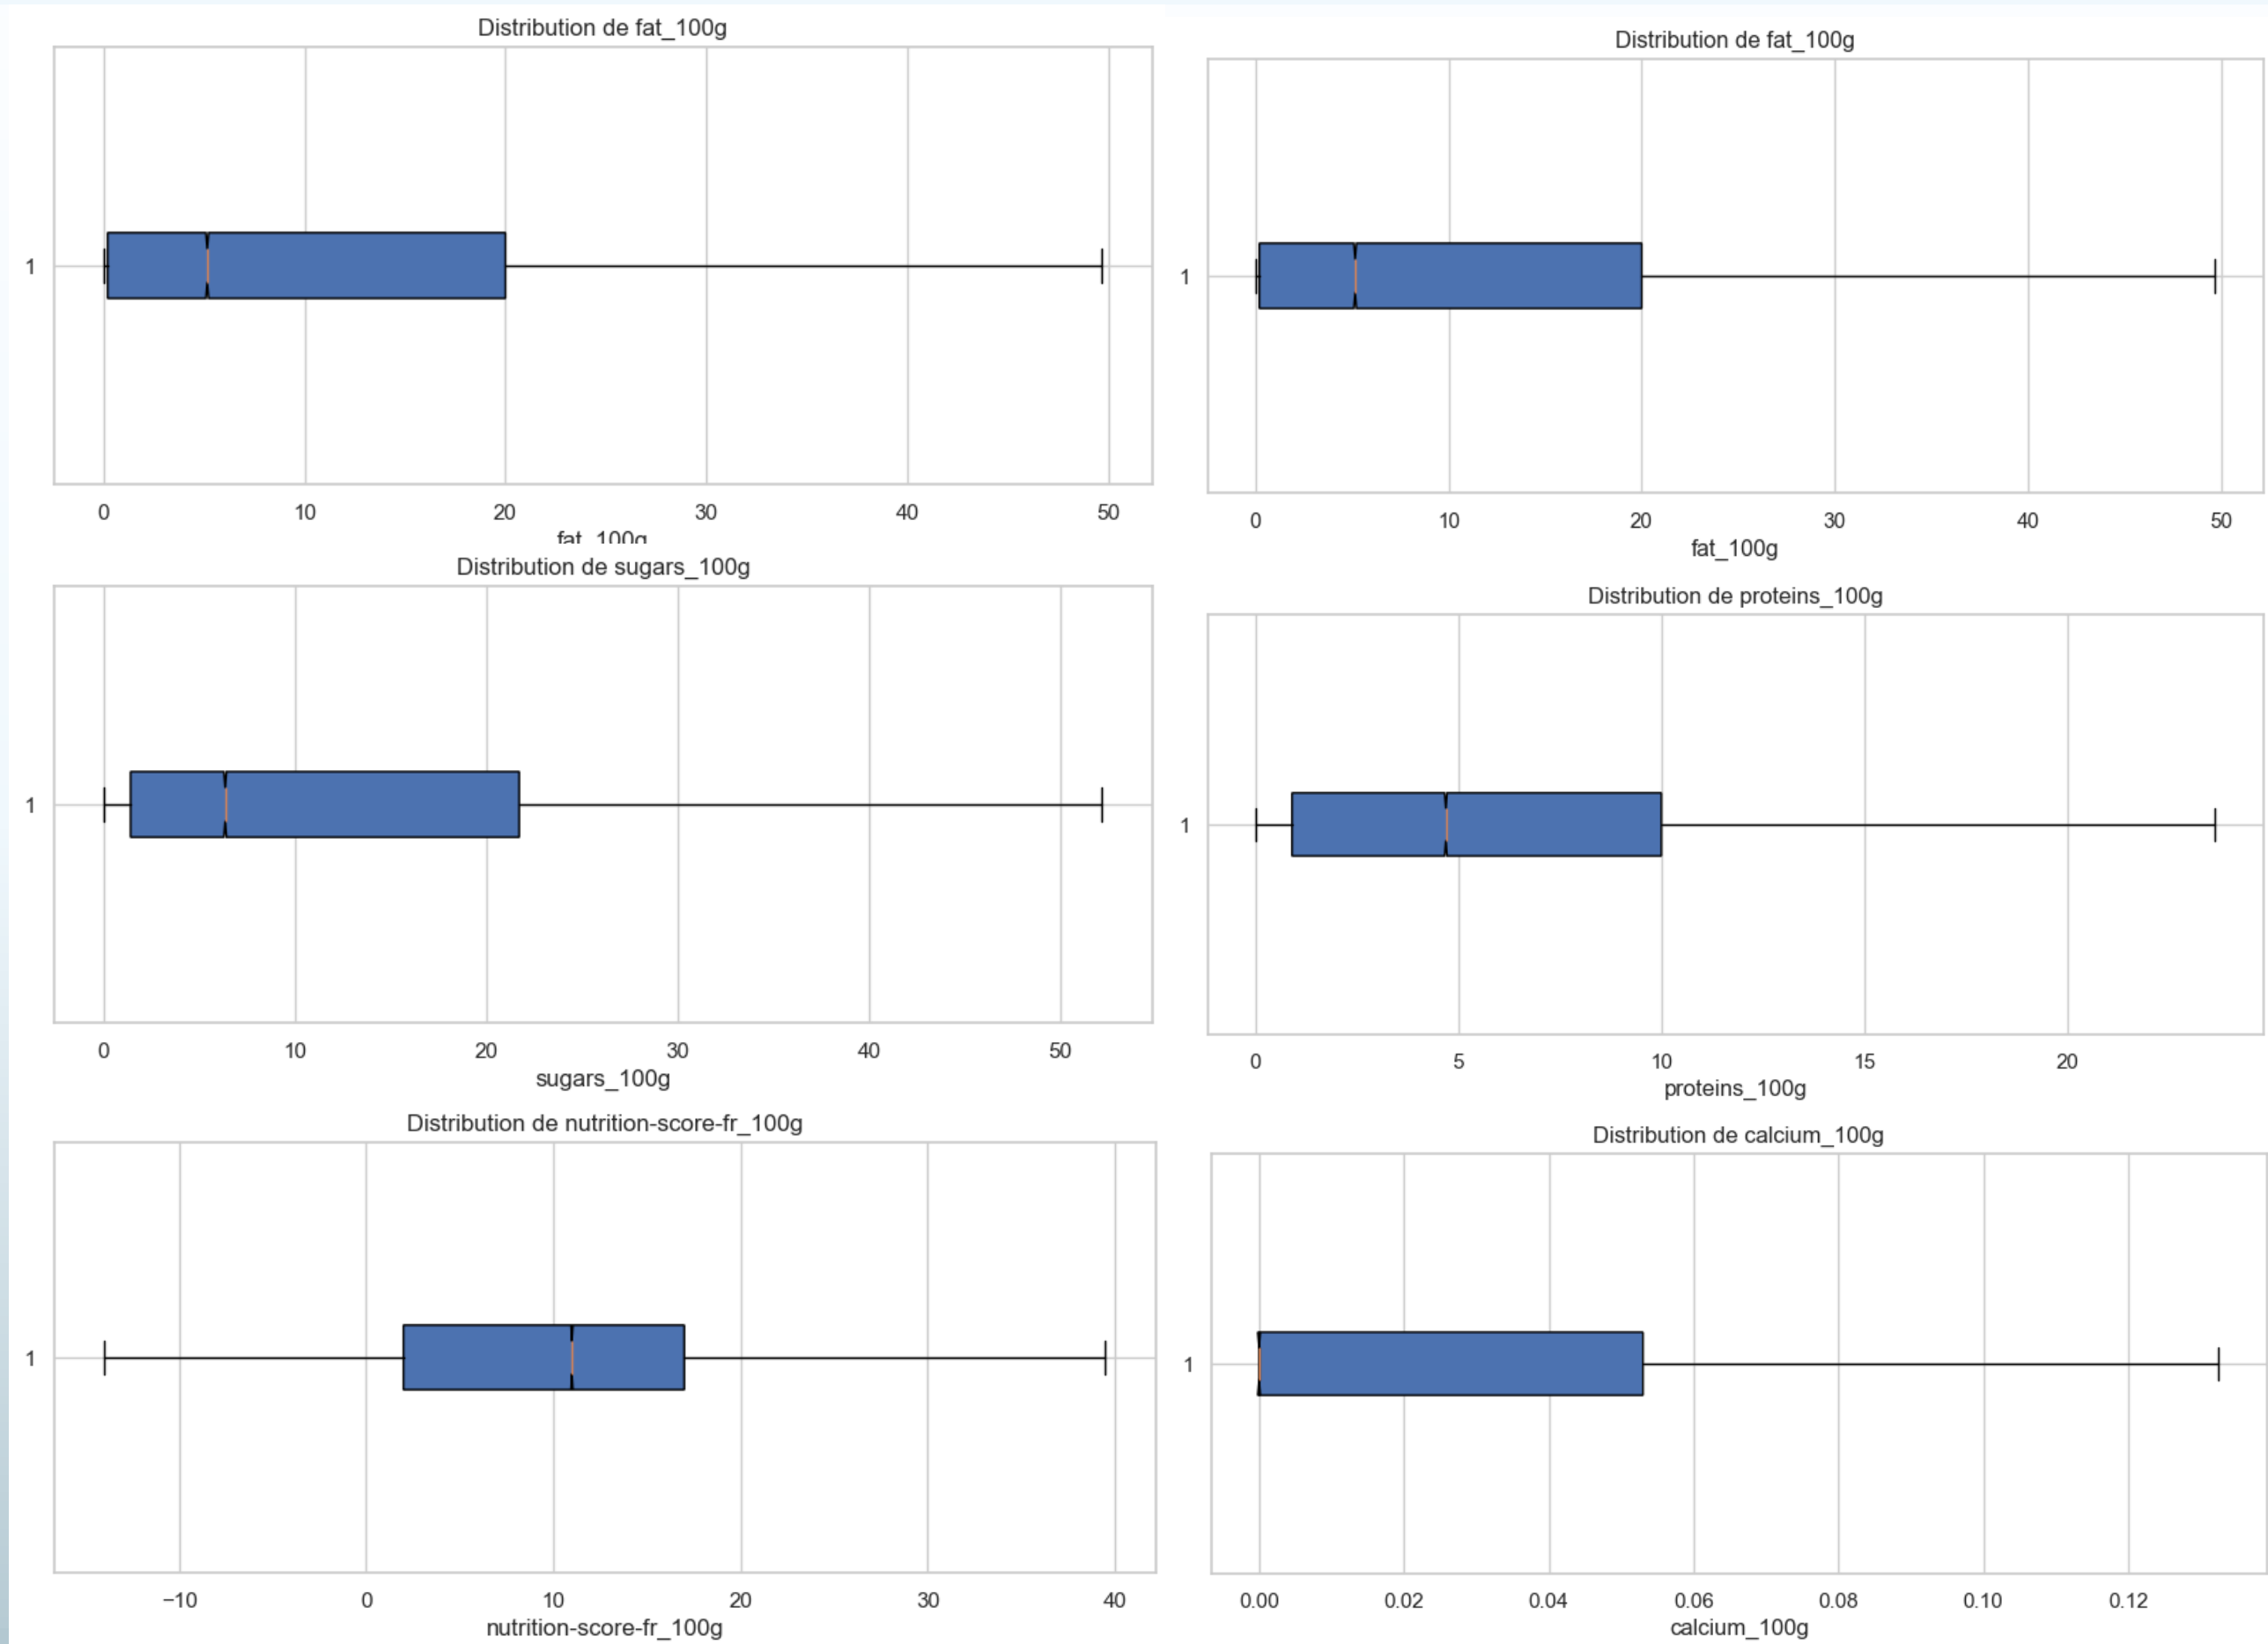 Distribution de fat_100g
1
0 10 20 30 40 50
fat_100g
Distribution de fat_100g
1
0 10 20 30 40 50
fat_100g
Distribution de sugars_100g
1
0 10 20 30 40 50
sugars_100g
Distribution de proteins_100g
1
0 5 10 15 20
proteins_100g
Distribution de nutrition-score-fr_100g
1
−10 0 10 20 30 40
nutrition-score-fr_100g
Distribution de calcium_100g
1
0.00 0.02 0.04 0.06 0.08 0.10 0.12
calcium_100g